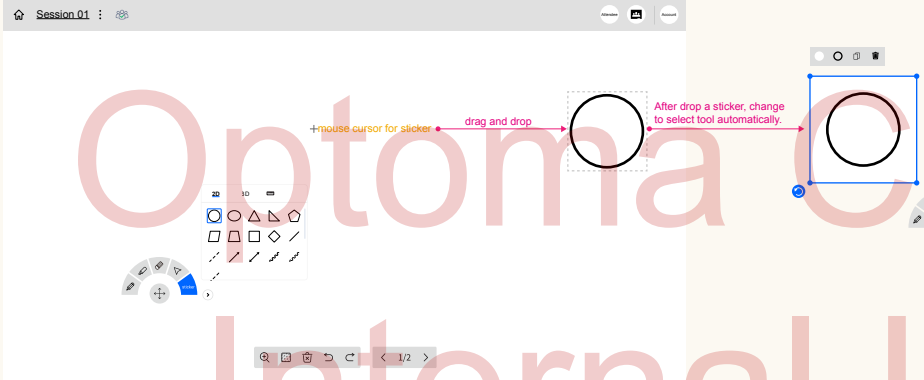 Session 01
Attendee
Account
mouse cursor for sticker
drag and drop
After drop a sticker, change
to select tool automatically.
2D
3D
sticker
1/2
Optoma C
Internal U